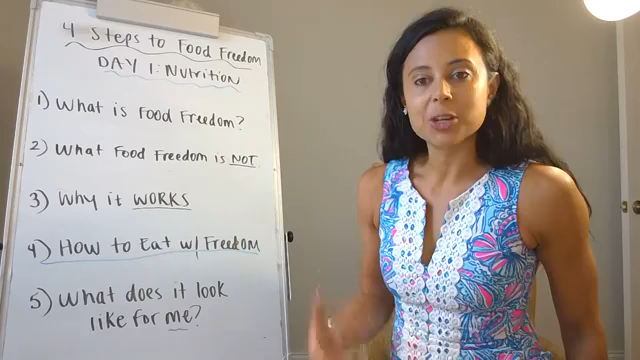 4 Steps to Food Freedom
DAY 1: Nutrition
1) What is Food Freedom?
2) What Food Freedom is NOT
3) Why it WORKS
4) How to Eat w/ Freedom
5) What does it look
like for me?